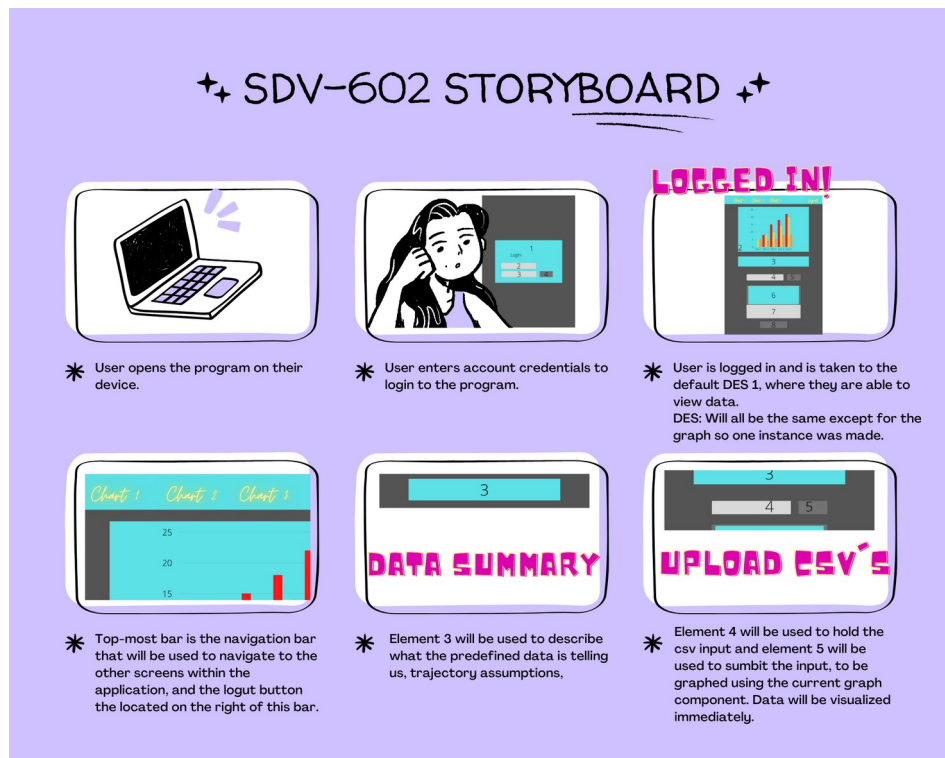 SDV-602 STORYBOARD
1
Login
2
3
4
LOGGED IN!
2
3
4 5
6
7
8
User opens the program on their
device.
User enters account credentials to
login to the program.
User is logged in and is taken to the
default DES 1, where they are able to
view data.
DES: Will all be the same except for the
graph so one instance was made.
Chart 1 Chart 2 Chart 3
25
20
15
3
DATA SUMMARY
3
4 5
UPLOAD CSV´S
Top-most bar is the navigation bar
that will be used to navigate to the
other screens within the
application, and the logut button
the located on the right of this bar.
Element 3 will be used to describe
what the predefined data is telling
us, trajectory assumptions,
Element 4 will be used to hold the
csv input and element 5 will be
used to sumbit the input, to be
graphed using the current graph
component. Data will be visualized
immediately.